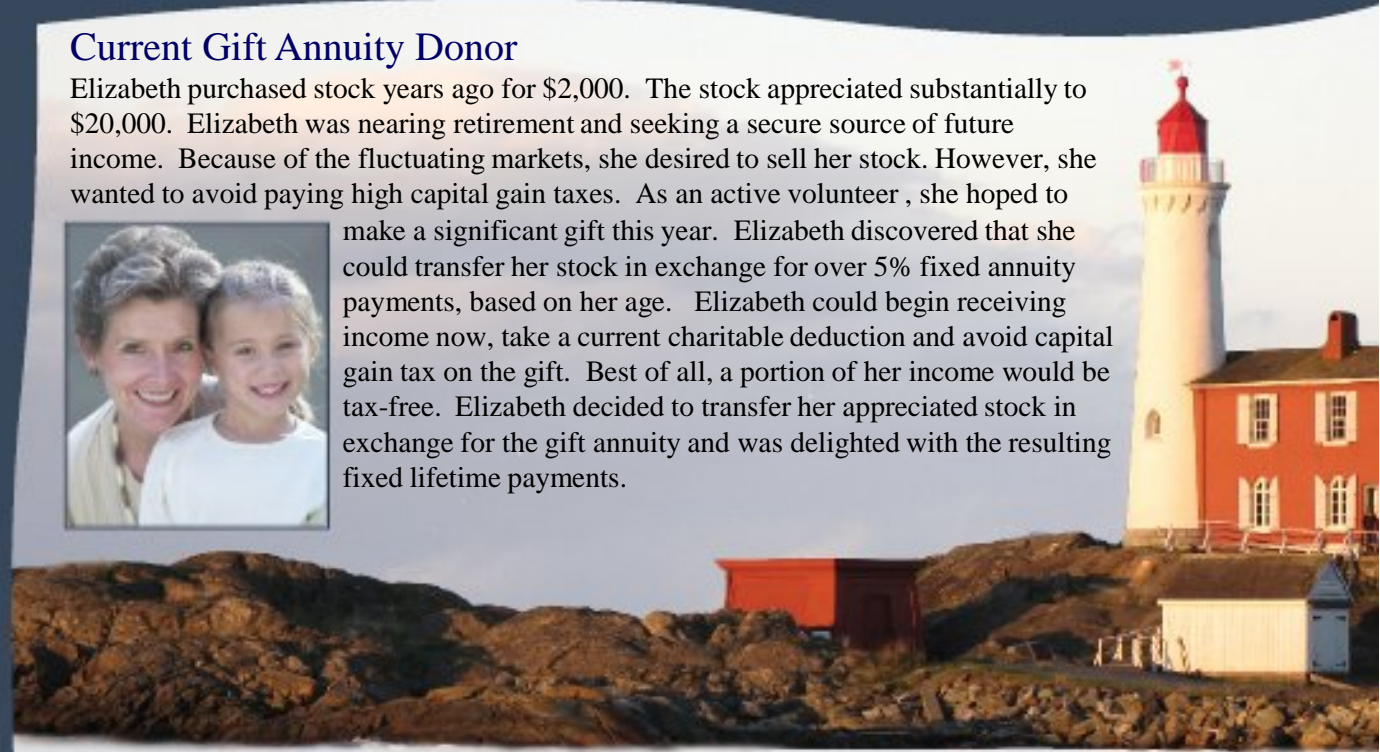 Current Gift Annuity Donor
Elizabeth purchased stock years ago for $2,000.  The stock appreciated substantially to
$20,000.  Elizabeth was nearing retirement and seeking a secure source of future
income.  Because of the fluctuating markets, she desired to sell her stock. However, she
wanted to avoid paying high capital gain taxes.  As an active volunteer , she hoped to
make a significant gift this year.  Elizabeth discovered that she
could transfer her stock in exchange for over 5% fixed annuity
payments, based on her age.   Elizabeth could begin receiving
income now, take a current charitable deduction and avoid capital
gain tax on the gift.  Best of all, a portion of her income would be
tax-free.  Elizabeth decided to transfer her appreciated stock in
exchange for the gift annuity and was delighted with the resulting
fixed lifetime payments.